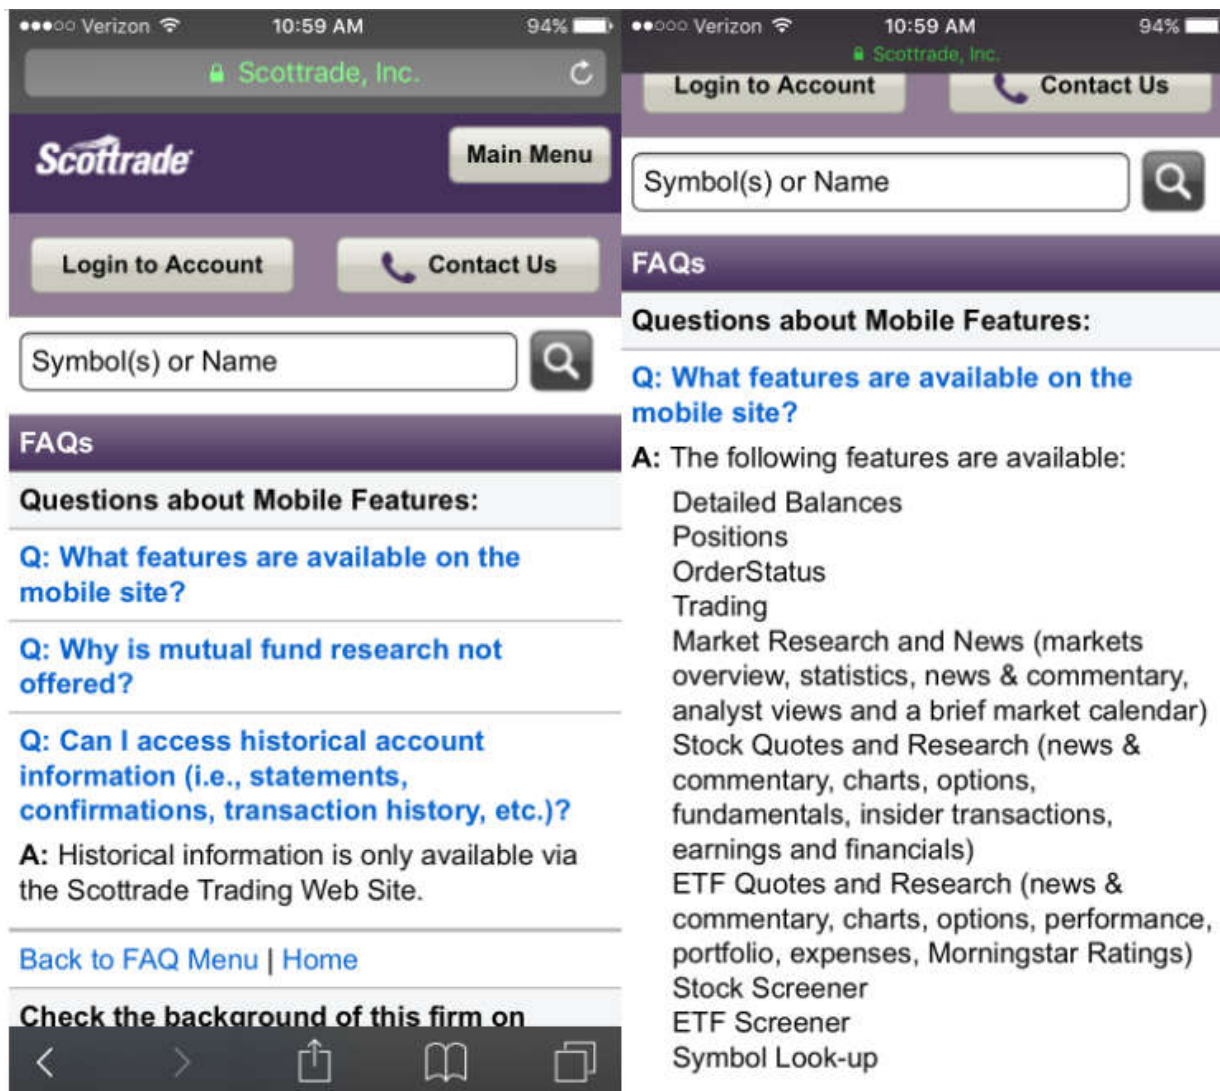 Verizon 10:59 AM 94%
Scottrade, Inc.
Scottrade
Main Menu
Login to Account
Contact Us
Symbol(s) or Name
FAQs
Questions about Mobile Features:
Q: What features are available on the
mobile site?
Q: Why is mutual fund research not
offered?
Q: Can I access historical account
information (i.e., statements,
confirmations, transaction history, etc.)?
A: Historical information is only available via
the Scottrade Trading Web Site.
Back to FAQ Menu | Home
Check the background of this firm on
Verizon 10:59 AM 94%
Scottrade, Inc.
Login to Account
Contact Us
Symbol(s) or Name
FAQs
Questions about Mobile Features:
Q: What features are available on the
mobile site?
A: The following features are available:
Detailed Balances
Positions
OrderStatus
Trading
Market Research and News (markets
overview, statistics, news & commentary,
analyst views and a brief market calendar)
Stock Quotes and Research (news &
commentary, charts, options,
fundamentals, insider transactions,
earnings and financials)
ETF Quotes and Research (news &
commentary, charts, options, performance,
portfolio, expenses, Morningstar Ratings)
Stock Screener
ETF Screener
Symbol Look-up